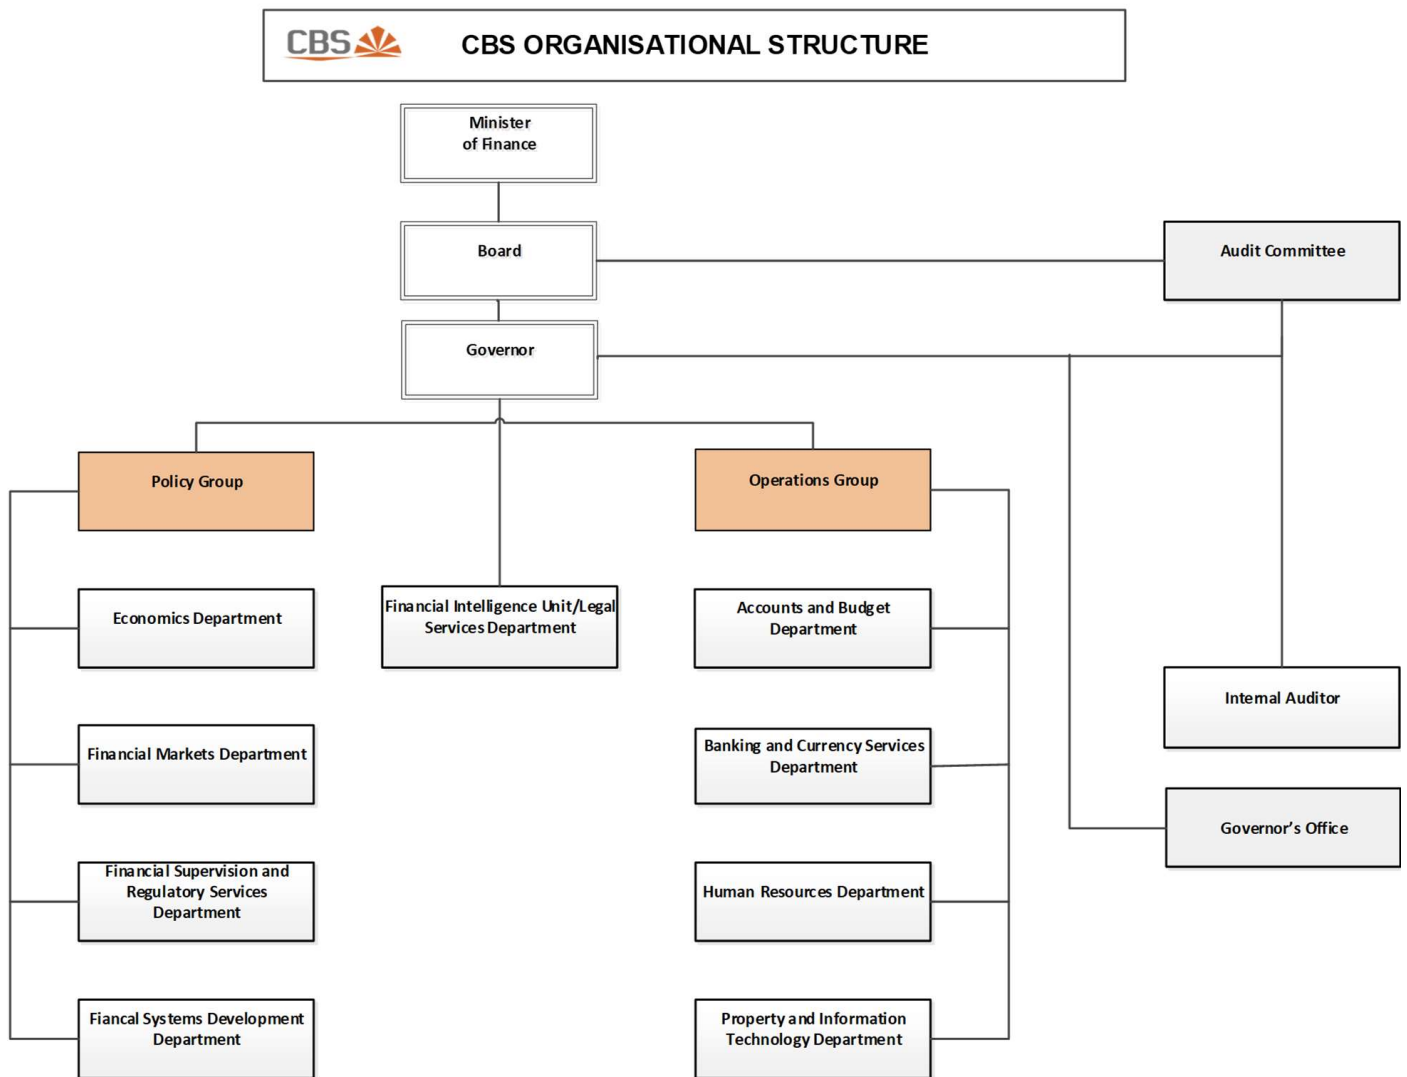 CBS
CBS ORGANISATIONAL STRUCTURE
Minister
of Finance
Board
Audit Committee
Governor
Policy Group
Operations Group
Economics Department
Financial Intelligence Unit/Legal
Services Department
Accounts and Budget
Department
Internal Auditor
Financial Markets Department
Banking and Currency Services
Department
Governor's Office
Financial Supervision and
Regulatory Services
Department
Human Resources Department
Fiancal Systems Development
Department
Property and Information
Technology Department